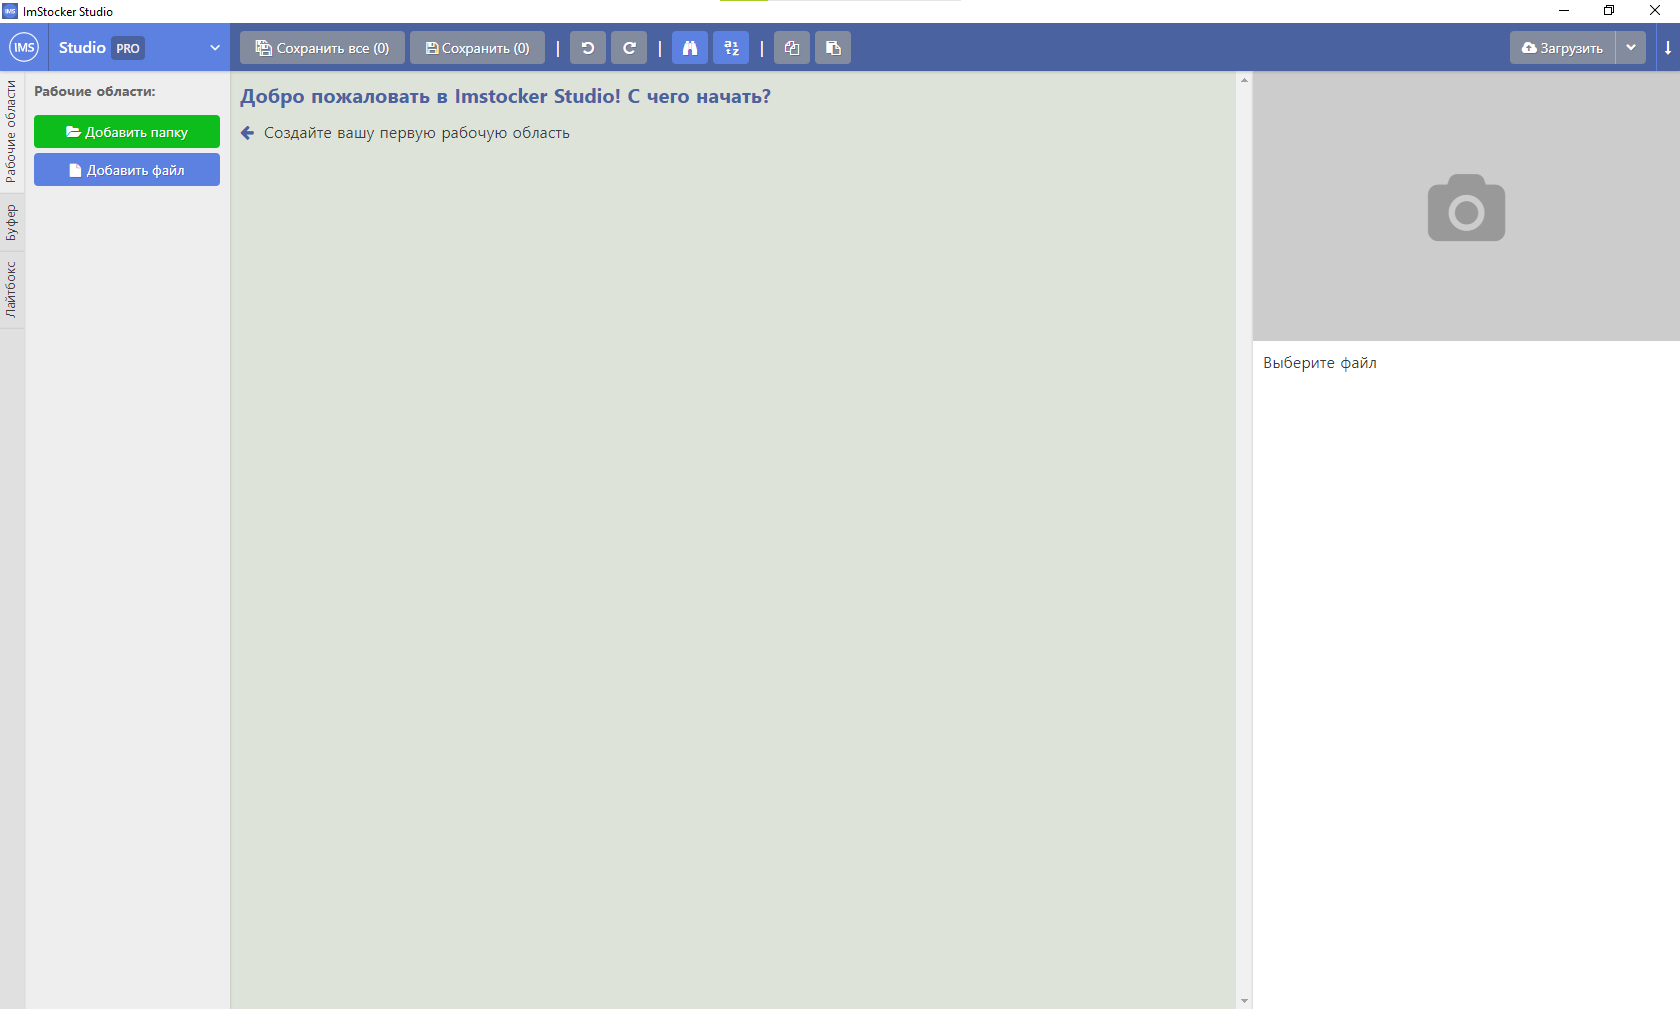 ImStocker Studio
IMS Studio PRO
Сохранить все (0)
Сохранить (0)
Загрузить
Рабочие области
Буфер
Лайтбокс
Рабочие области:
Добавить папку
Добавить файл
Добро пожаловать в Imstocker Studio! С чего начать?
Создайте вашу первую рабочую область
Выберите файл